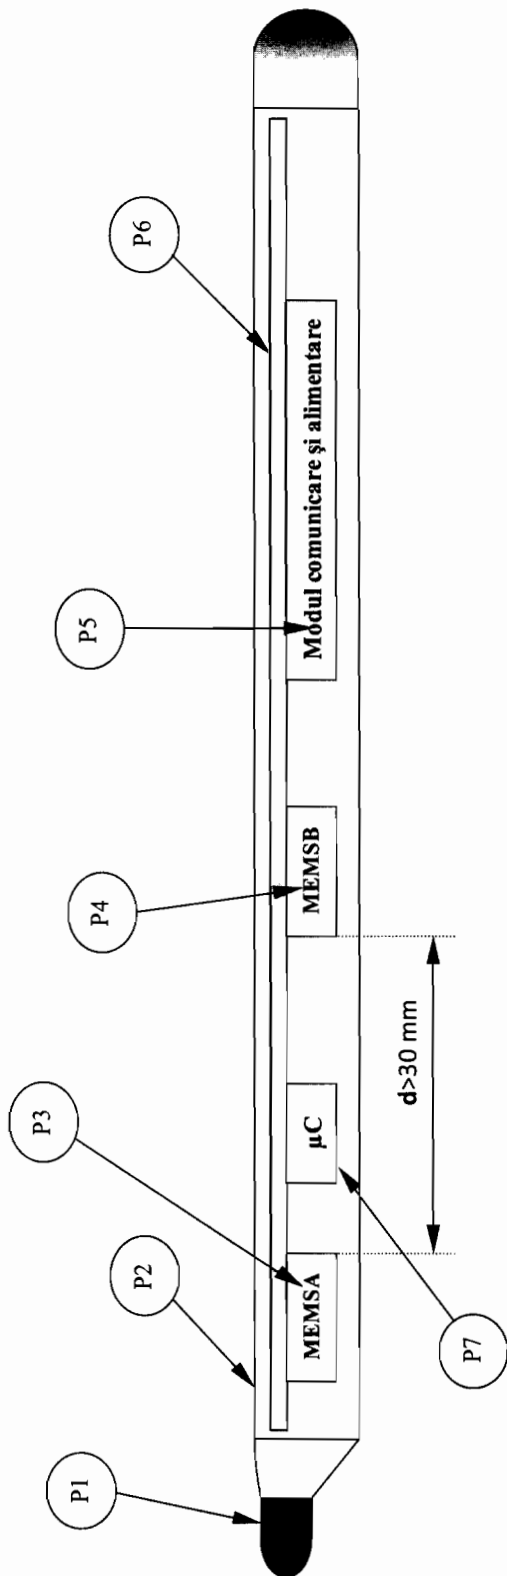 P1
P2
P3
P4
P5
P6
MEMSA
µC
MEMSB
Modul comunicare şi alimentare
d>30 mm
P7